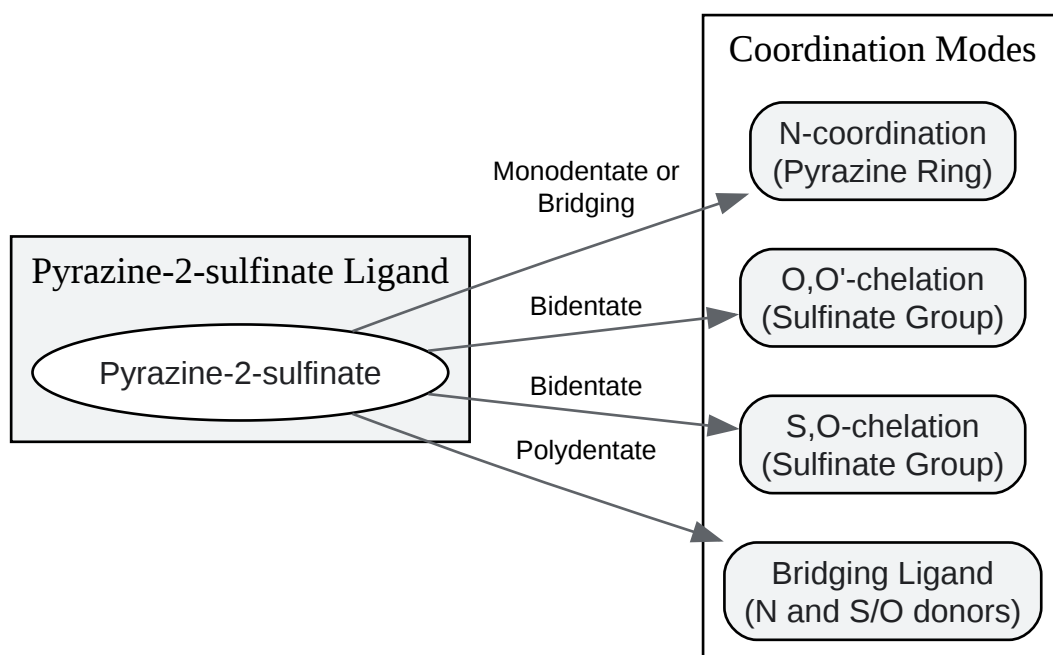 Coordination Modes
N-coordination
(Pyrazine Ring)
Monodentate or
Bridging
Pyrazine-2-sulfinate Ligand
O,O'-chelation
(Sulfinate Group)
Bidentate
Pyrazine-2-sulfinate
Bidentate
S,O-chelation
(Sulfinate Group)
Polydentate
Bridging Ligand
(N and S/O donors)